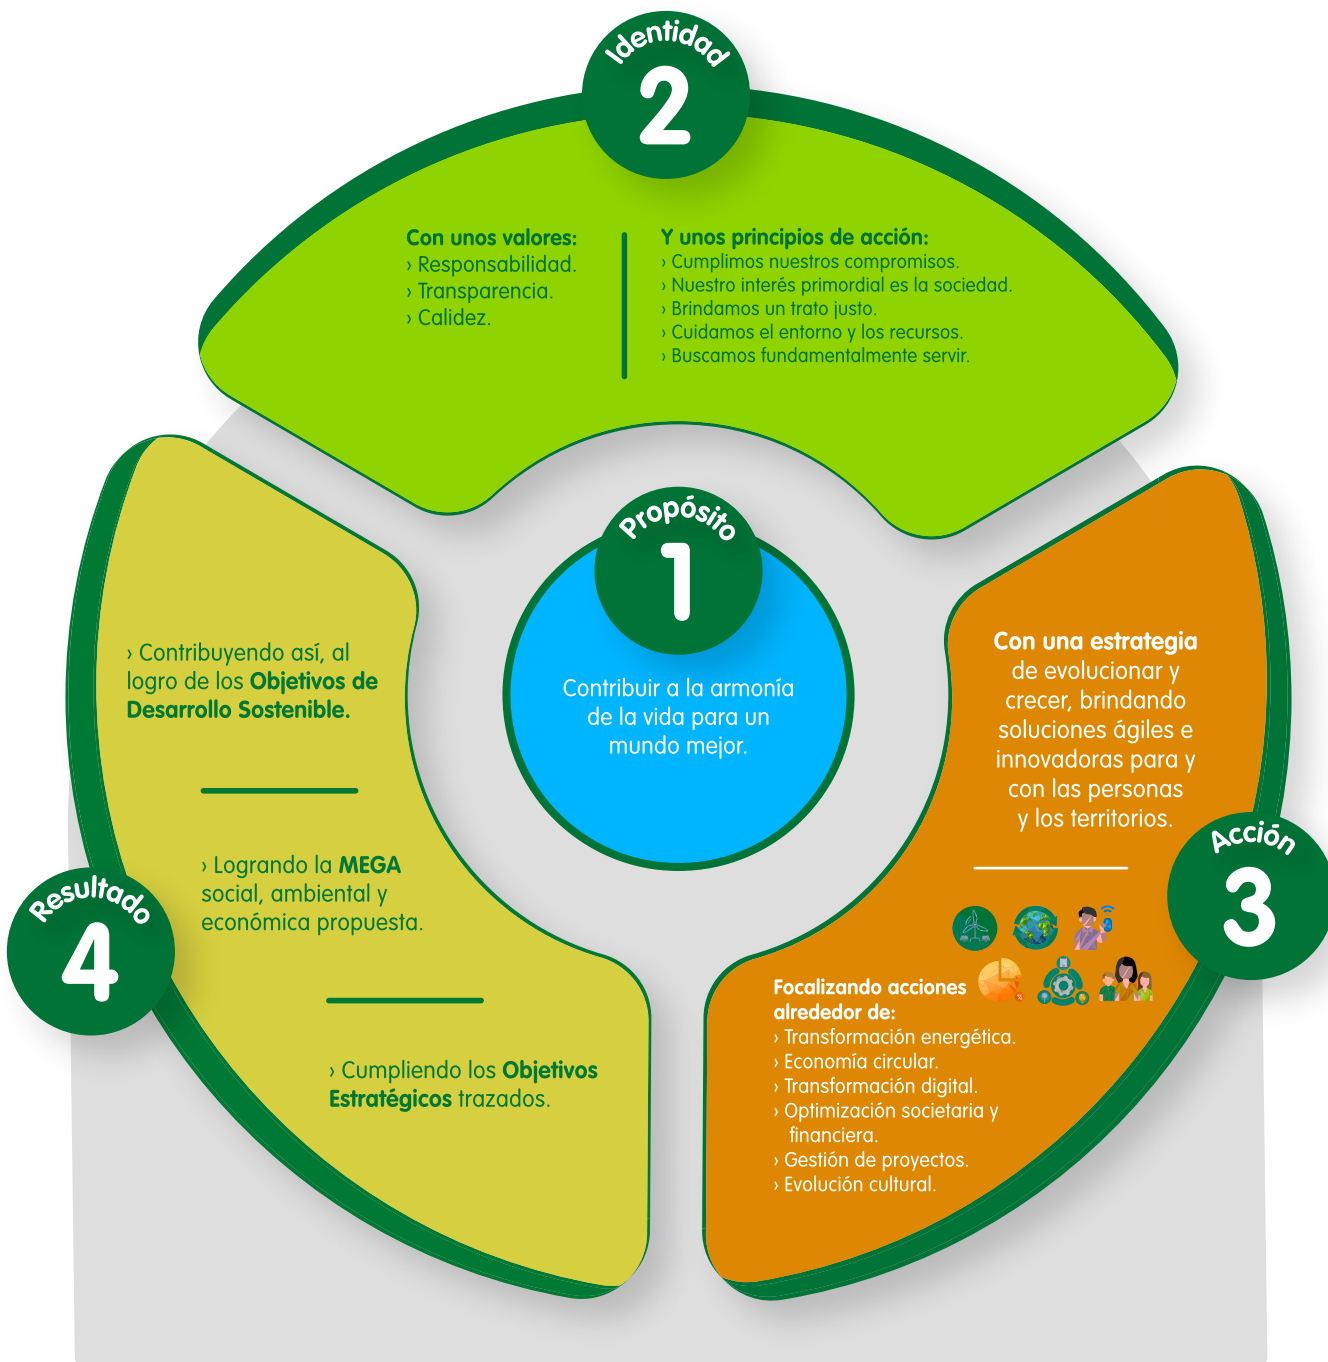 Identidad
2
Con unos valores:
› Responsabilidad.
› Transparencia.
› Calidez.
Y unos principios de acción:
› Cumplimos nuestros compromisos.
› Nuestro interés primordial es la sociedad.
› Brindamos un trato justo.
› Cuidamos el entorno y los recursos.
› Buscamos fundamentalmente servir.
Propósito
1
Contribuir a la armonía
de la vida para un
mundo mejor.
Con una estrategia
de evolucionar y
crecer, brindando
soluciones ágiles e
innovadoras para y
con las personas
y los territorios.
Acción
3
%
Focalizando acciones
alrededor de:
› Transformación energética.
› Economía circular.
› Transformación digital.
› Optimización societaria y
financiera.
› Gestión de proyectos.
› Evolución cultural.
› Contribuyendo así, al
logro de los Objetivos de
Desarrollo Sostenible.
› Logrando la MEGA
social, ambiental y
económica propuesta.
Resultado
4
› Cumpliendo los Objetivos
Estratégicos trazados.